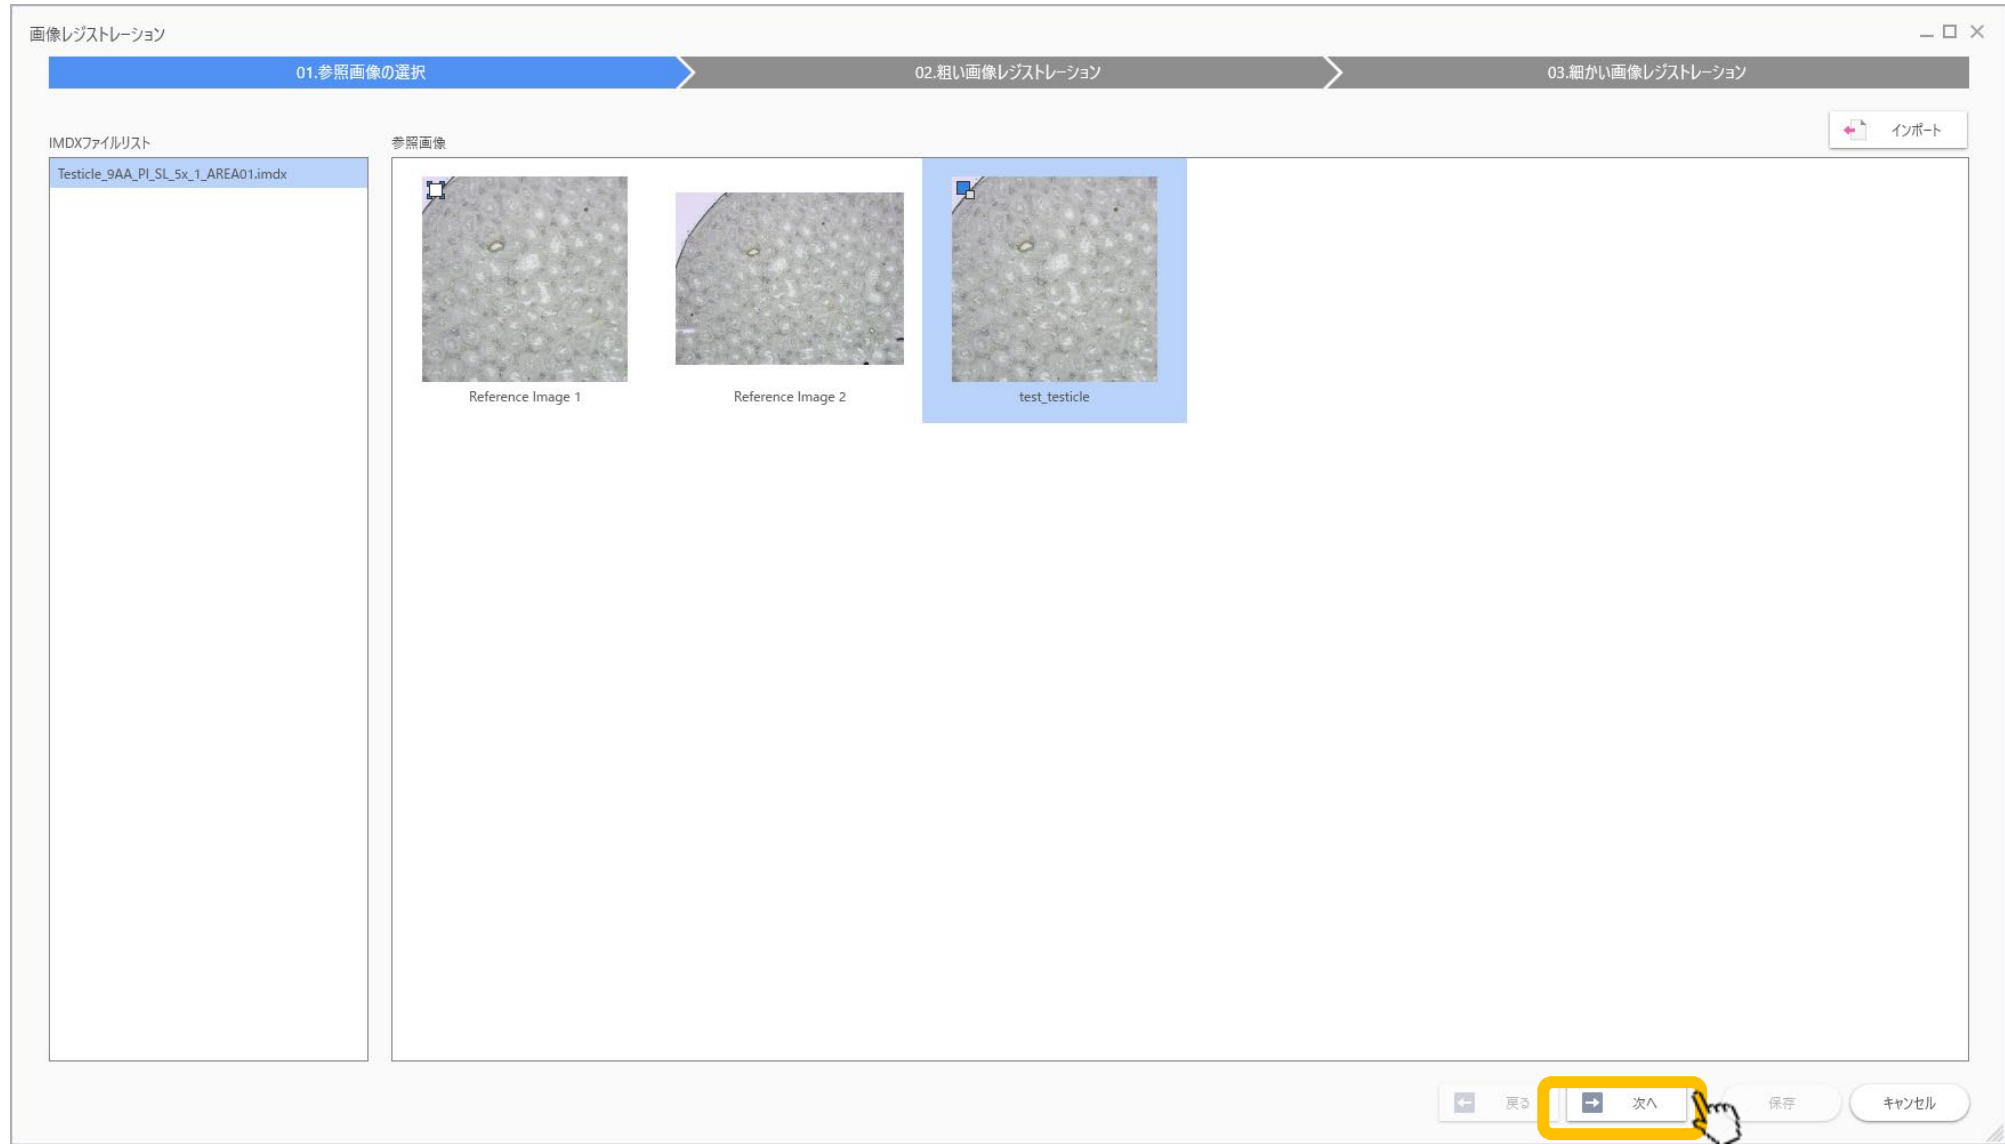 画像レジストレーション
01.参照画像の選択
02.粗い画像レジストレーション
03.細かい画像レジストレーション
インポート
IMDXファイルリスト
参照画像
Testicle_9AA_PI_SL_5x_1_AREA01.imdx
Reference Image 1
Reference Image 2
test_testicle
戻る
次へ
保存
キャンセル